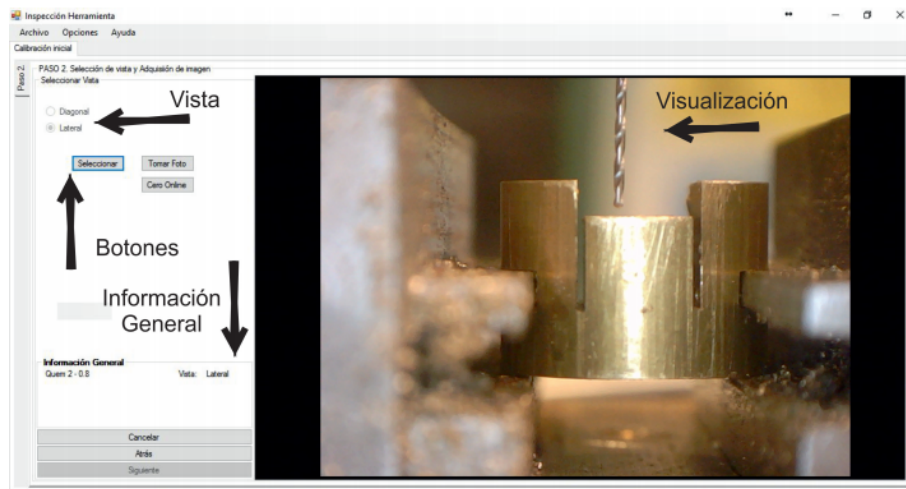 Inspección Herramienta
Archivo Opciones Ayuda
Calibración inicial
Paso 2.
PASO 2. Selección de vista y Adquisión de imagen
Seleccionar Vista
Vista
Diagonal
Lateral
Visualización
Seleccionar
Tomar Foto
Cero Online
Botones
Información
General
Información General
Quem 2 - 0.8
Vista: Lateral
Cancelar
Atrás
Siguiente